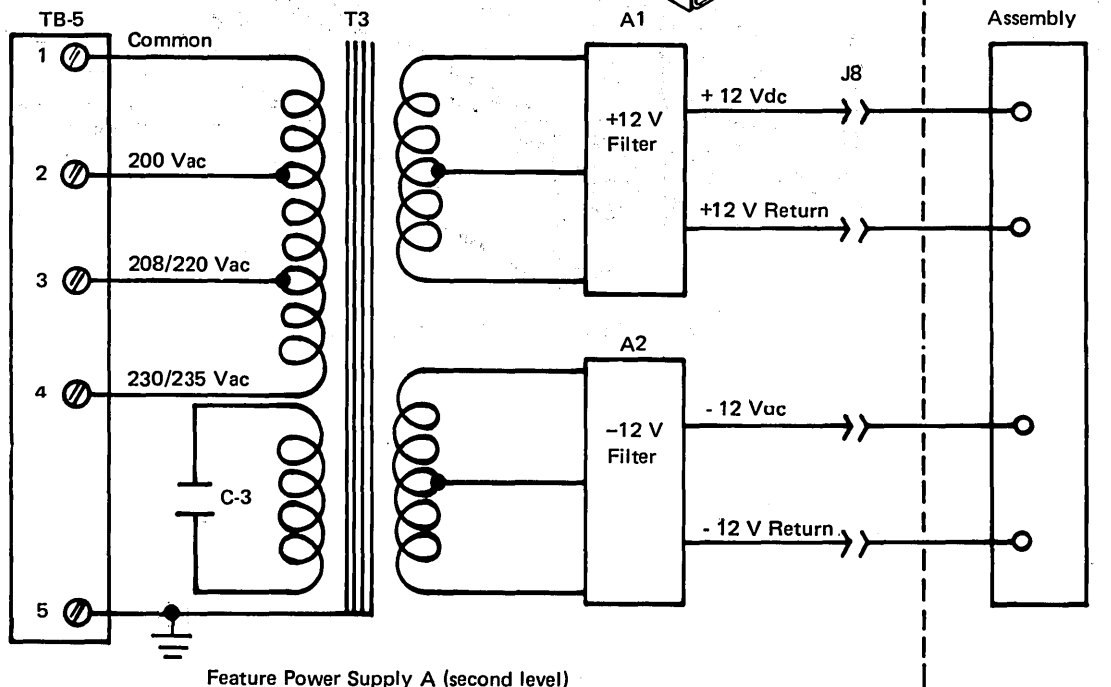 TB-5
T3
A1
Assembly
1
Common
+12 V
Filter
+ 12 Vdc
J8
2
200 Vac
+12 V Return
3
208/220 Vac
A2
4
230/235 Vac
-12 V
Filter
- 12 Vdc
C-3
- 12 V Return
5
Feature Power Supply A (second level)